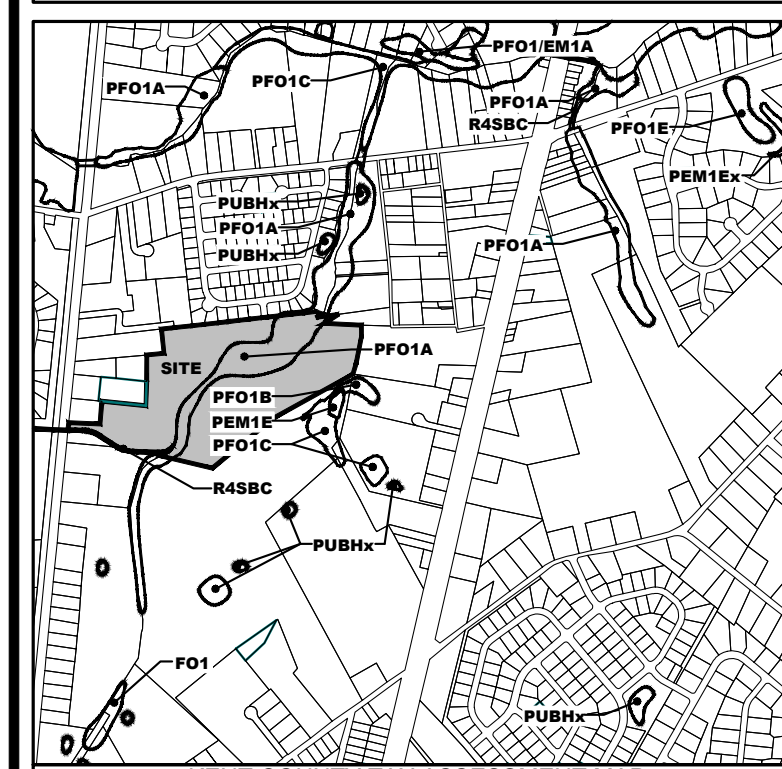 PFO1/EM1A
PFO1C
PFO1A
PFO1A
R4SBC
PFO1E
PEM1Ex
PUBHx
PFO1A
PUBHx
PFO1A
PFO1A
SITE
PFO1B
PEM1E
PFO1C
R4SBC
PUBHx
FO1
PUBHx